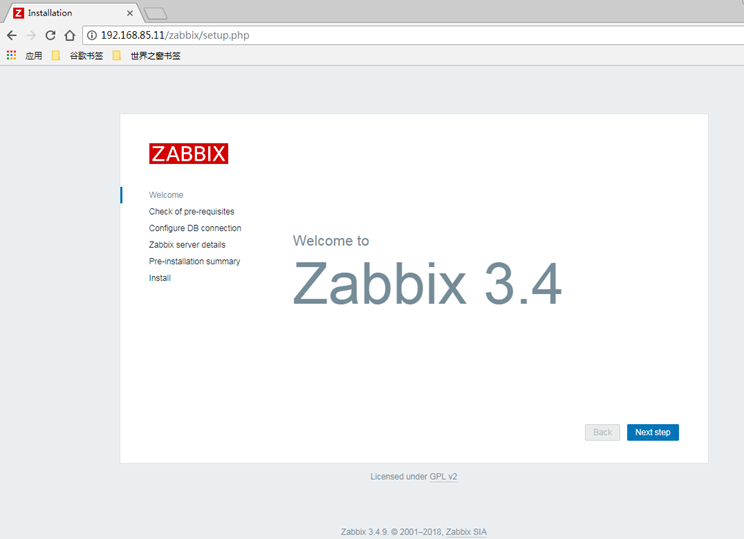 Z Installation
192.168.85.11/zabbix/setup.php
应用 谷歌书签 世界之窗书签
ZABBIX
Welcome
Check of pre-requisites
Configure DB connection
Zabbix server details
Pre-installation summary
Install
Welcome to
Zabbix 3.4
Back Next step
Licensed under GPL v2
Zabbix 3.4.9. © 2001–2018, Zabbix SIA